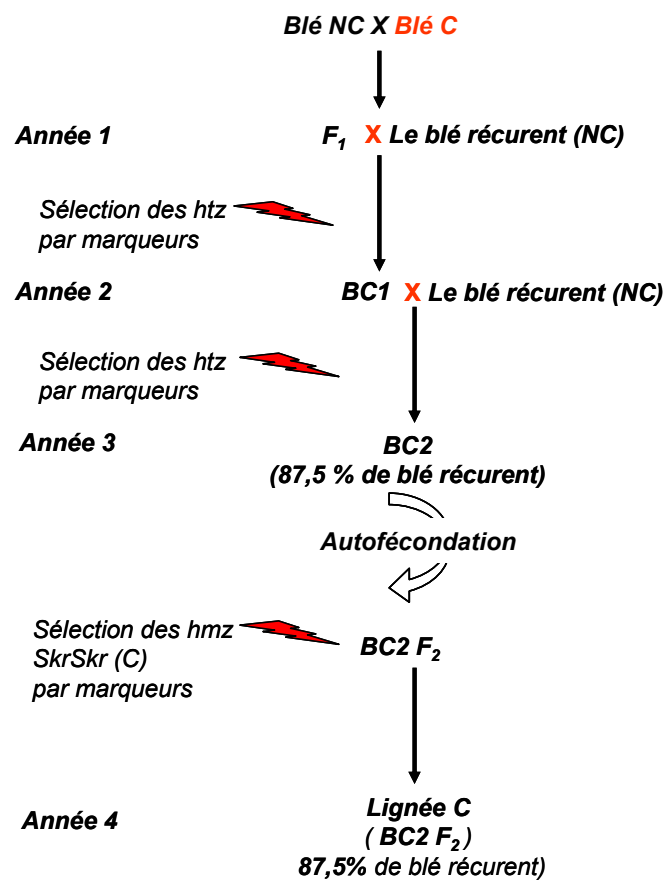 Blé NC X Blé C
Année 1
F1 X Le blé récurent (NC)
Sélection des htz
par marqueurs
Année 2
BC1 X Le blé récurent (NC)
Sélection des htz
par marqueurs
Année 3
BC2
(87,5 % de blé récurent)
Autofécondation
Sélection des hmz
SkrSkr (C)
par marqueurs
BC2 F2
Année 4
Lignée C
( BC2 F2 )
87,5% de blé récurent)